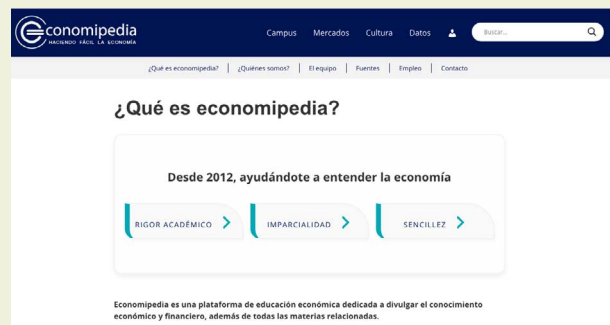 economipedia
HACIENDO FÁCIL LA ECONOMÍA
Campus Mercados Cultura Datos Buscar...
¿Qué es economipedia? | ¿Quiénes somos? | El equipo | Fuentes | Empleo | Contacto
¿Qué es economipedia?
Desde 2012, ayudándote a entender la economía
RIGOR ACADÉMICO IMPARCIALIDAD SENCILLEZ
Economipedia es una plataforma de educación económica dedicada a divulgar el conocimiento
económico y financiero, además de todas las materias relacionadas.